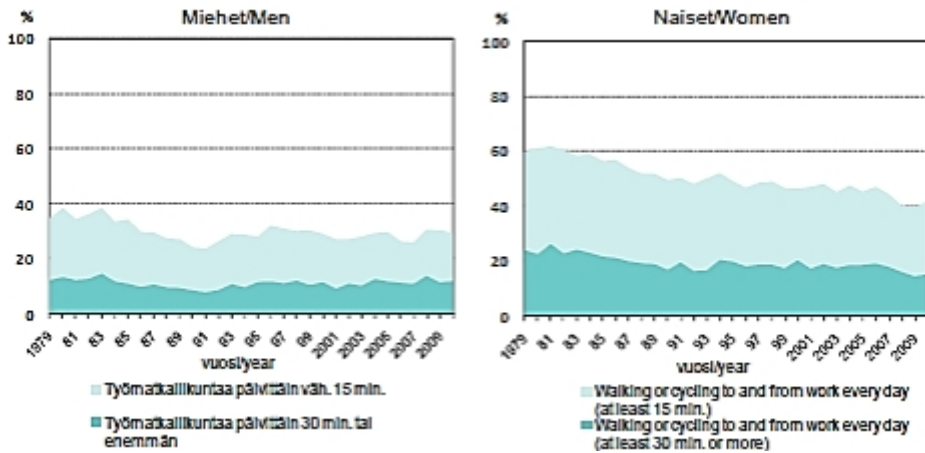 %
Miehet/Men
100
80
60
40
20
0
1979 81 83 85 87 89 91 93 95 97 99 2001 2003 2005 2007 2009
vuosi/year
Työmatkaliikuntaa päivittäin väh. 15 min.
Työmatkaliikuntaa päivittäin 30 min. tai
enemmän
%
Naiset/Women
100
80
60
40
20
0
1979 81 83 85 87 89 91 93 95 97 99 2001 2003 2005 2007 2009
vuosi/year
Walking or cycling to and from work every day
(at least 15 min.)
Walking or cycling to and from work every day
(at least 30 min. or more)